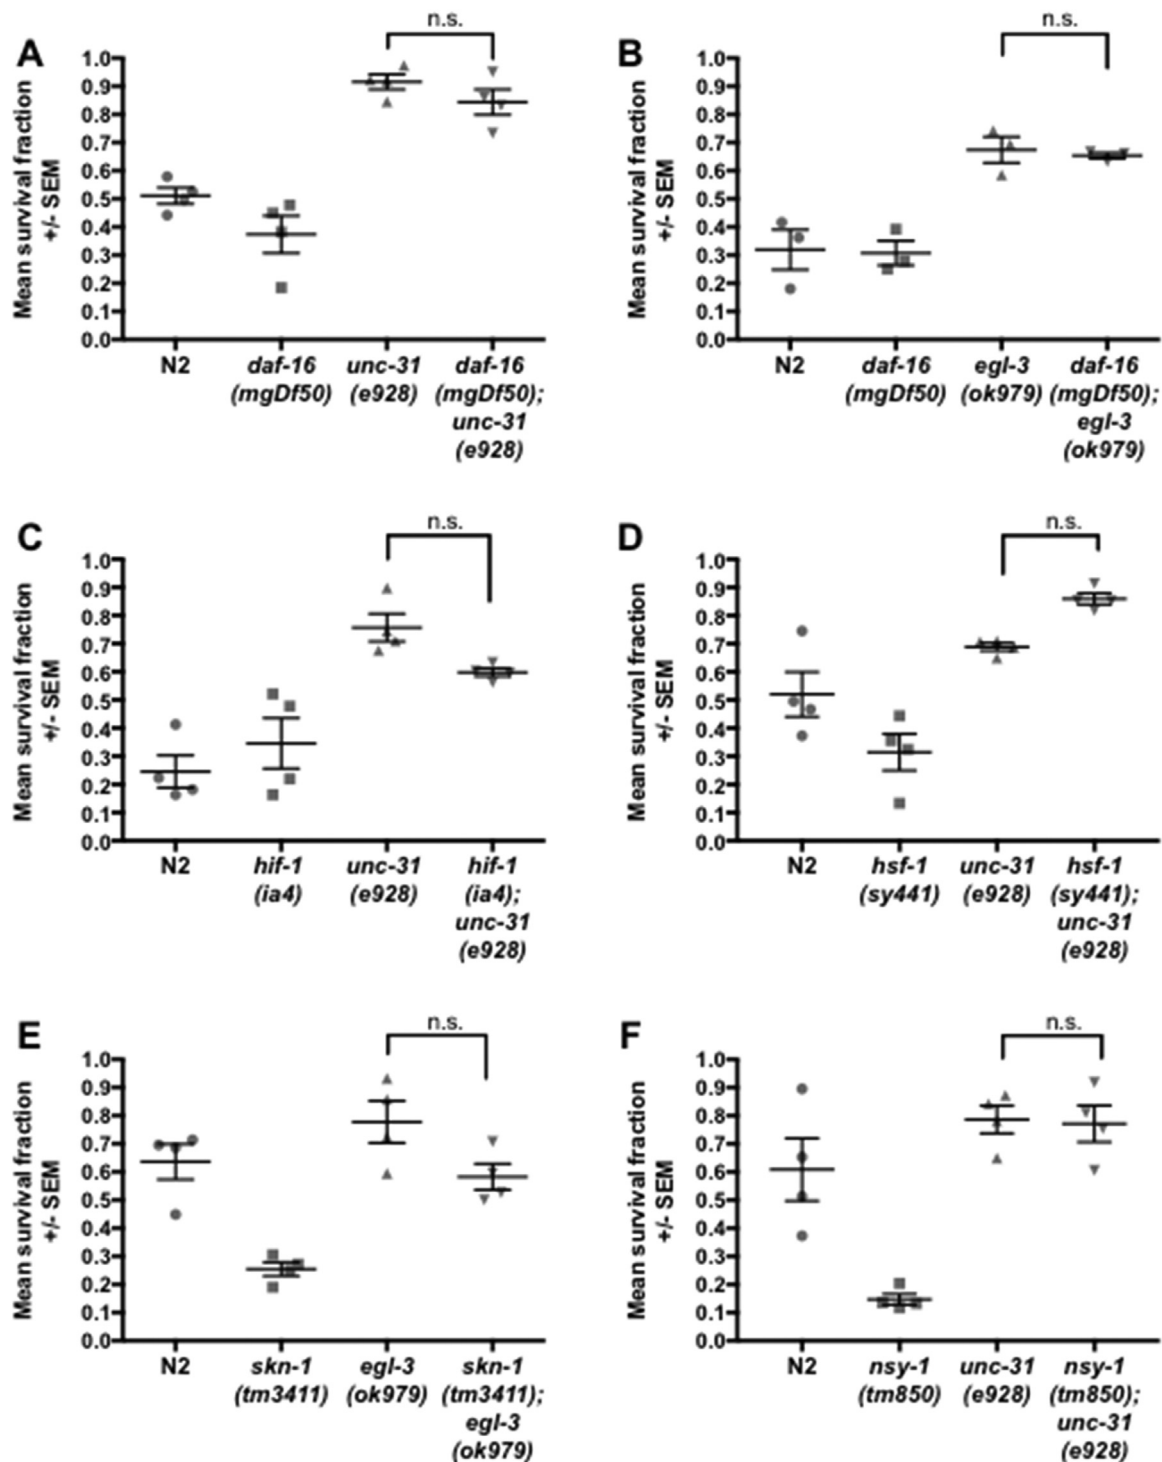 A
n.s.
Mean survival fraction
+/- SEM
1.0
0.9
0.8
0.7
0.6
0.5
0.4
0.3
0.2
0.1
0.0
N2
daf-16
(mgDf50)
unc-31
(e928)
daf-16
(mgDf50);
unc-31
(e928)
B
n.s.
Mean survival fraction
+/- SEM
1.0
0.9
0.8
0.7
0.6
0.5
0.4
0.3
0.2
0.1
0.0
N2
daf-16
(mgDf50)
egl-3
(ok979)
daf-16
(mgDf50);
egl-3
(ok979)
C
n.s.
Mean survival fraction
+/- SEM
1.0
0.9
0.8
0.7
0.6
0.5
0.4
0.3
0.2
0.1
0.0
N2
hif-1
(ia4)
unc-31
(e928)
hif-1
(ia4);
unc-31
(e928)
D
n.s.
Mean survival fraction
+/- SEM
1.0
0.9
0.8
0.7
0.6
0.5
0.4
0.3
0.2
0.1
0.0
N2
hsf-1
(sy441)
unc-31
(e928)
hsf-1
(sy441);
unc-31
(e928)
E
n.s.
Mean survival fraction
+/- SEM
1.0
0.9
0.8
0.7
0.6
0.5
0.4
0.3
0.2
0.1
0.0
N2
skn-1
(tm3411)
egl-3
(ok979)
skn-1
(tm3411);
egl-3
(ok979)
F
n.s.
Mean survival fraction
+/- SEM
1.0
0.9
0.8
0.7
0.6
0.5
0.4
0.3
0.2
0.1
0.0
N2
nsy-1
(tm850)
unc-31
(e928)
nsy-1
(tm850);
unc-31
(e928)